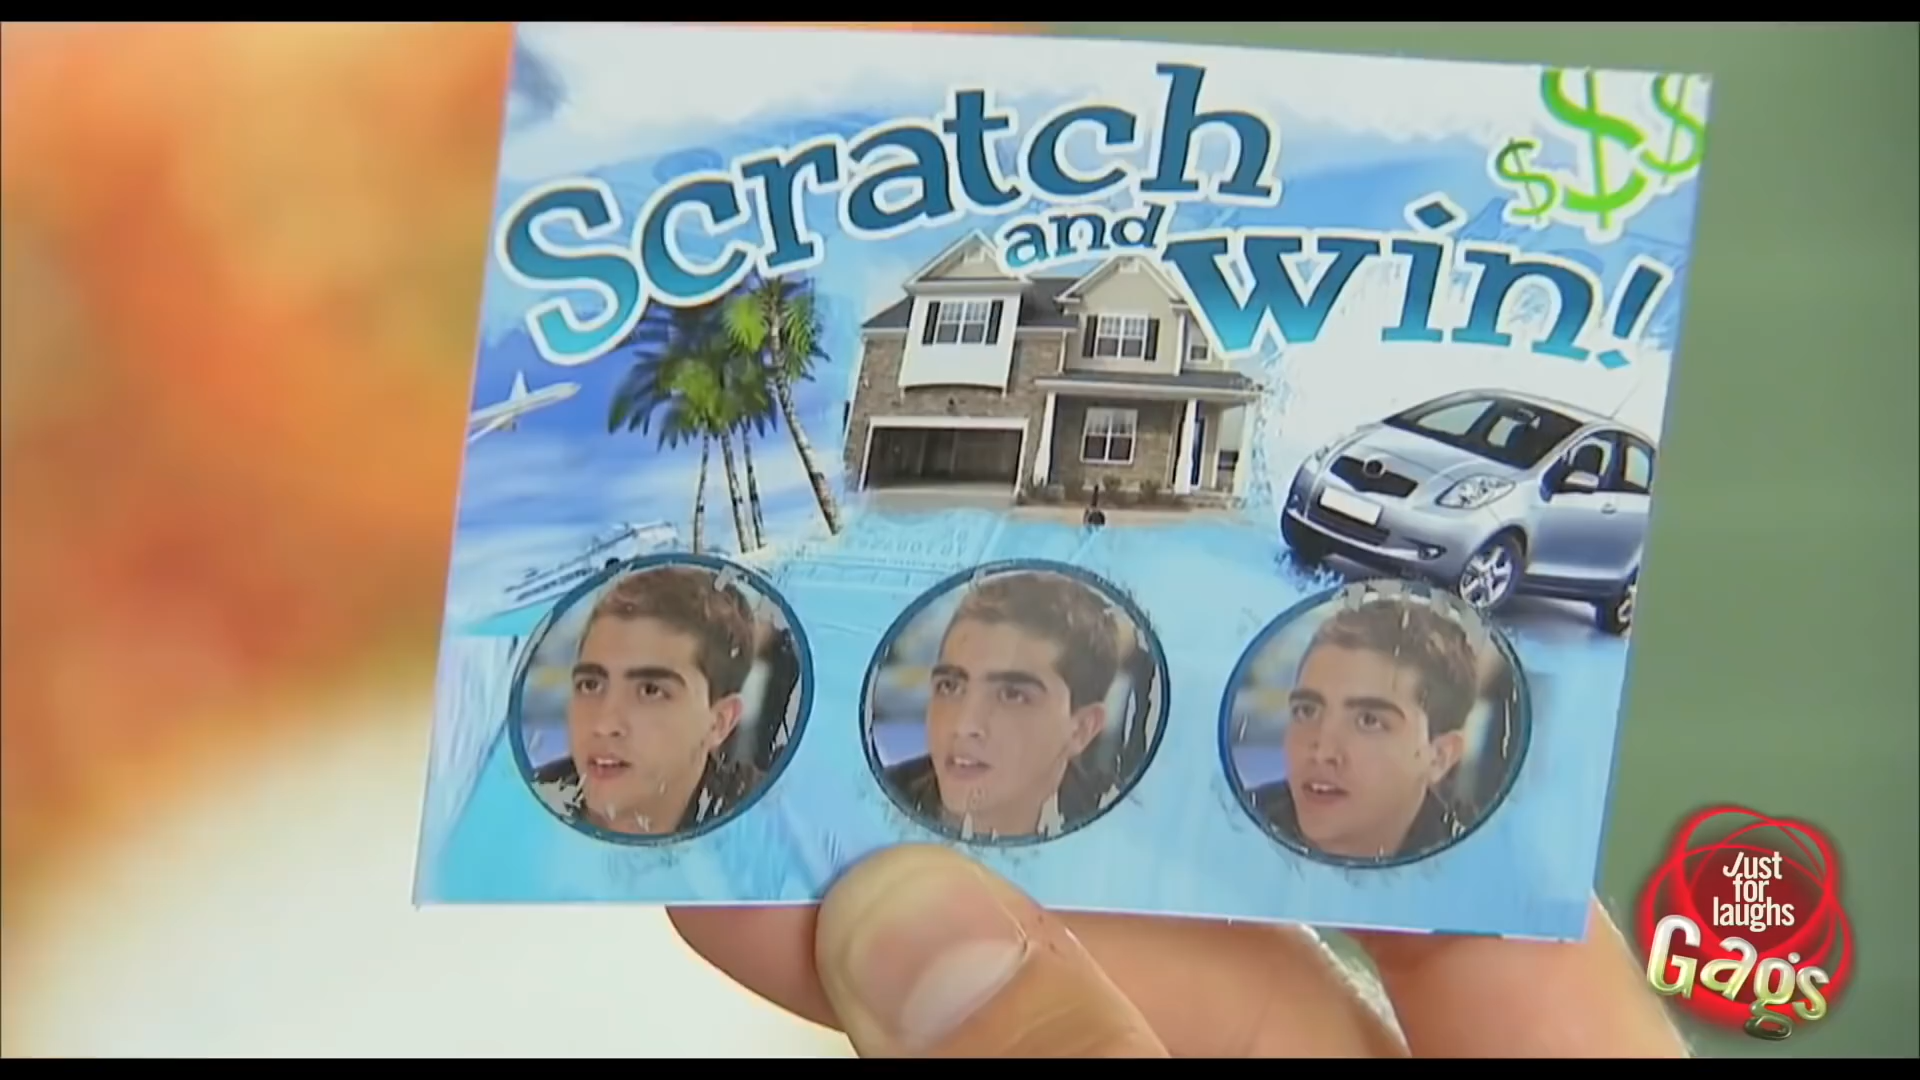 $ $ $
Scratch
and
win!
Just
for
laughs
Gags